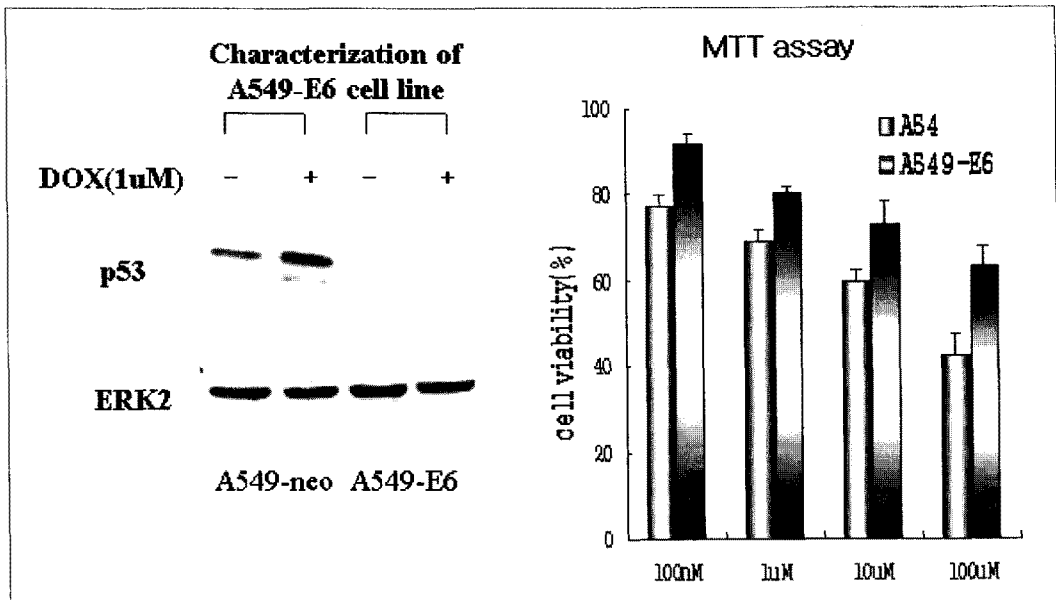 Characterization of
A549-E6 cell line
DOX(1uM) – + – +
p53
ERK2
A549-neo A549-E6
MTT assay
A54
A549-E6
cell viability(%)
100
80
60
40
20
0
100nM 1uM 10uM 100uM